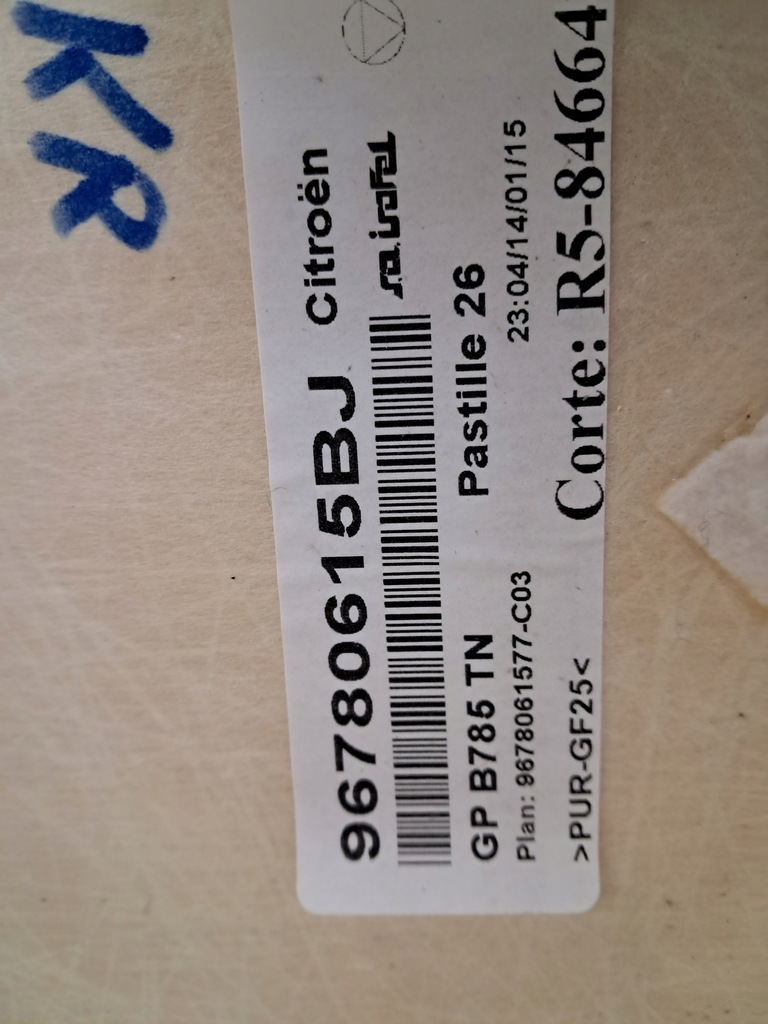 KR
9678061 5BJ Citroën
s.a.irafel
GP B785 TN Pastille 26
Plan: 9678061577-C03 23:04/14/01/15
>PUR-GF25< Corte: R5-84664